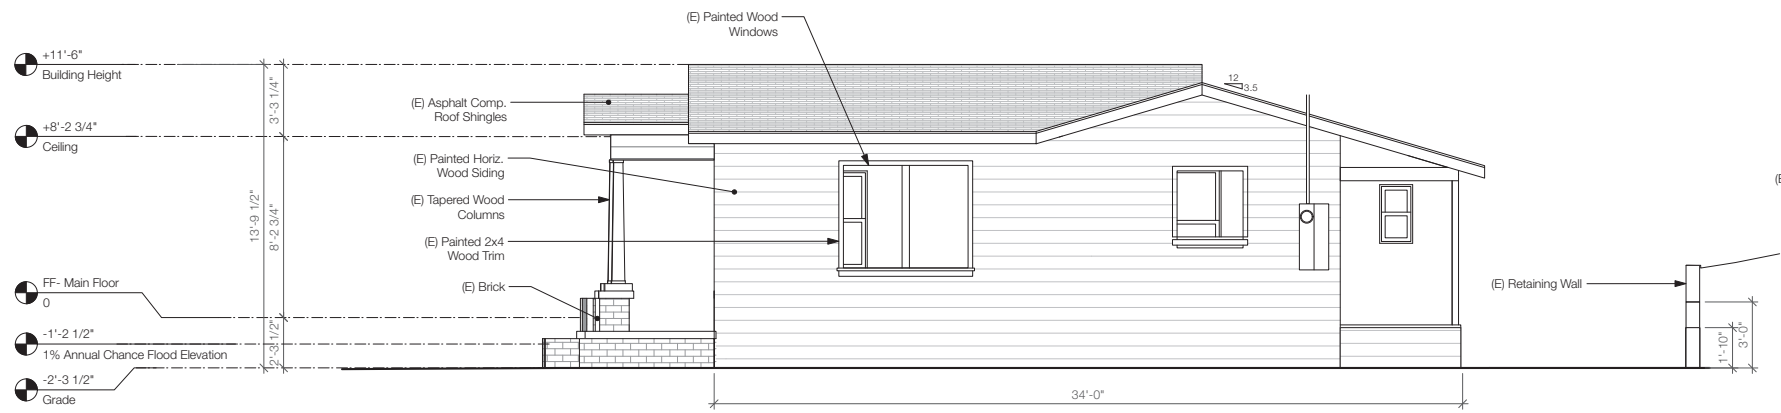 (E) Painted Wood
Windows
+11'-6"
Building Height
12
3.5
3'-3 1/4"
(E) Asphalt Comp.
Roof Shingles
+8'-2 3/4"
Ceiling
(E) Painted Horiz.
Wood Siding
(E) Tapered Wood
Columns
13'-9 1/2"
8'-2 3/4"
(E) Painted 2x4
Wood Trim
FF- Main Floor
0
(E) Brick
(E) Retaining Wall
-1'-2 1/2"
1% Annual Chance Flood Elevation
2'-3 1/2"
1'-10"
3'-0"
-2'-3 1/2"
Grade
34'-0"